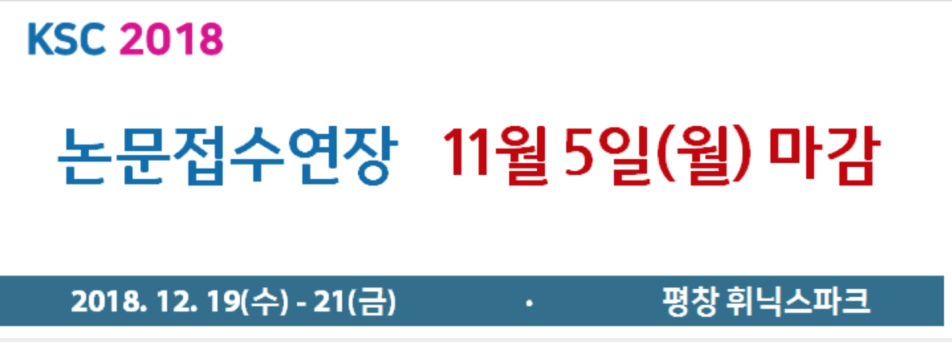 KSC 2018
논문접수연장 11월 5일(월) 마감
2018. 12. 19(수) - 21(금) · 평창 휘닉스파크